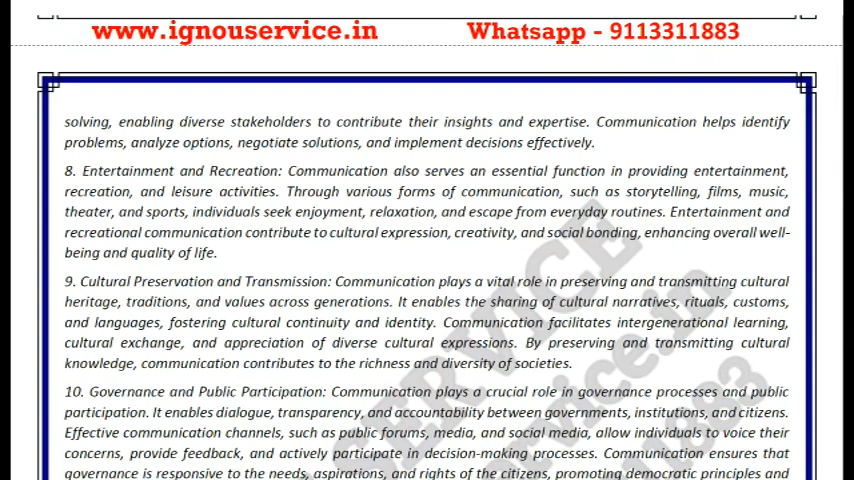 www.ignouservice.in Whatsapp - 9113311883
solving, enabling diverse stakeholders to contribute their insights and expertise. Communication helps identify
problems, analyze options, negotiate solutions, and implement decisions effectively.
8. Entertainment and Recreation: Communication also serves an essential function in providing entertainment,
recreation, and leisure activities. Through various forms of communication, such as storytelling, films, music,
theater, and sports, individuals seek enjoyment, relaxation, and escape from everyday routines. Entertainment and
recreational communication contribute to cultural expression, creativity, and social bonding, enhancing overall well-
being and quality of life.
9. Cultural Preservation and Transmission: Communication plays a vital role in preserving and transmitting cultural
heritage, traditions, and values across generations. It enables the sharing of cultural narratives, rituals, customs,
and languages, fostering cultural continuity and identity. Communication facilitates intergenerational learning,
cultural exchange, and appreciation of diverse cultural expressions. By preserving and transmitting cultural
knowledge, communication contributes to the richness and diversity of societies.
10. Governance and Public Participation: Communication plays a crucial role in governance processes and public
participation. It enables dialogue, transparency, and accountability between governments, institutions, and citizens.
Effective communication channels, such as public forums, media, and social media, allow individuals to voice their
concerns, provide feedback, and actively participate in decision-making processes. Communication ensures that
governance is responsive to the needs, aspirations, and rights of the citizens, promoting democratic principles and